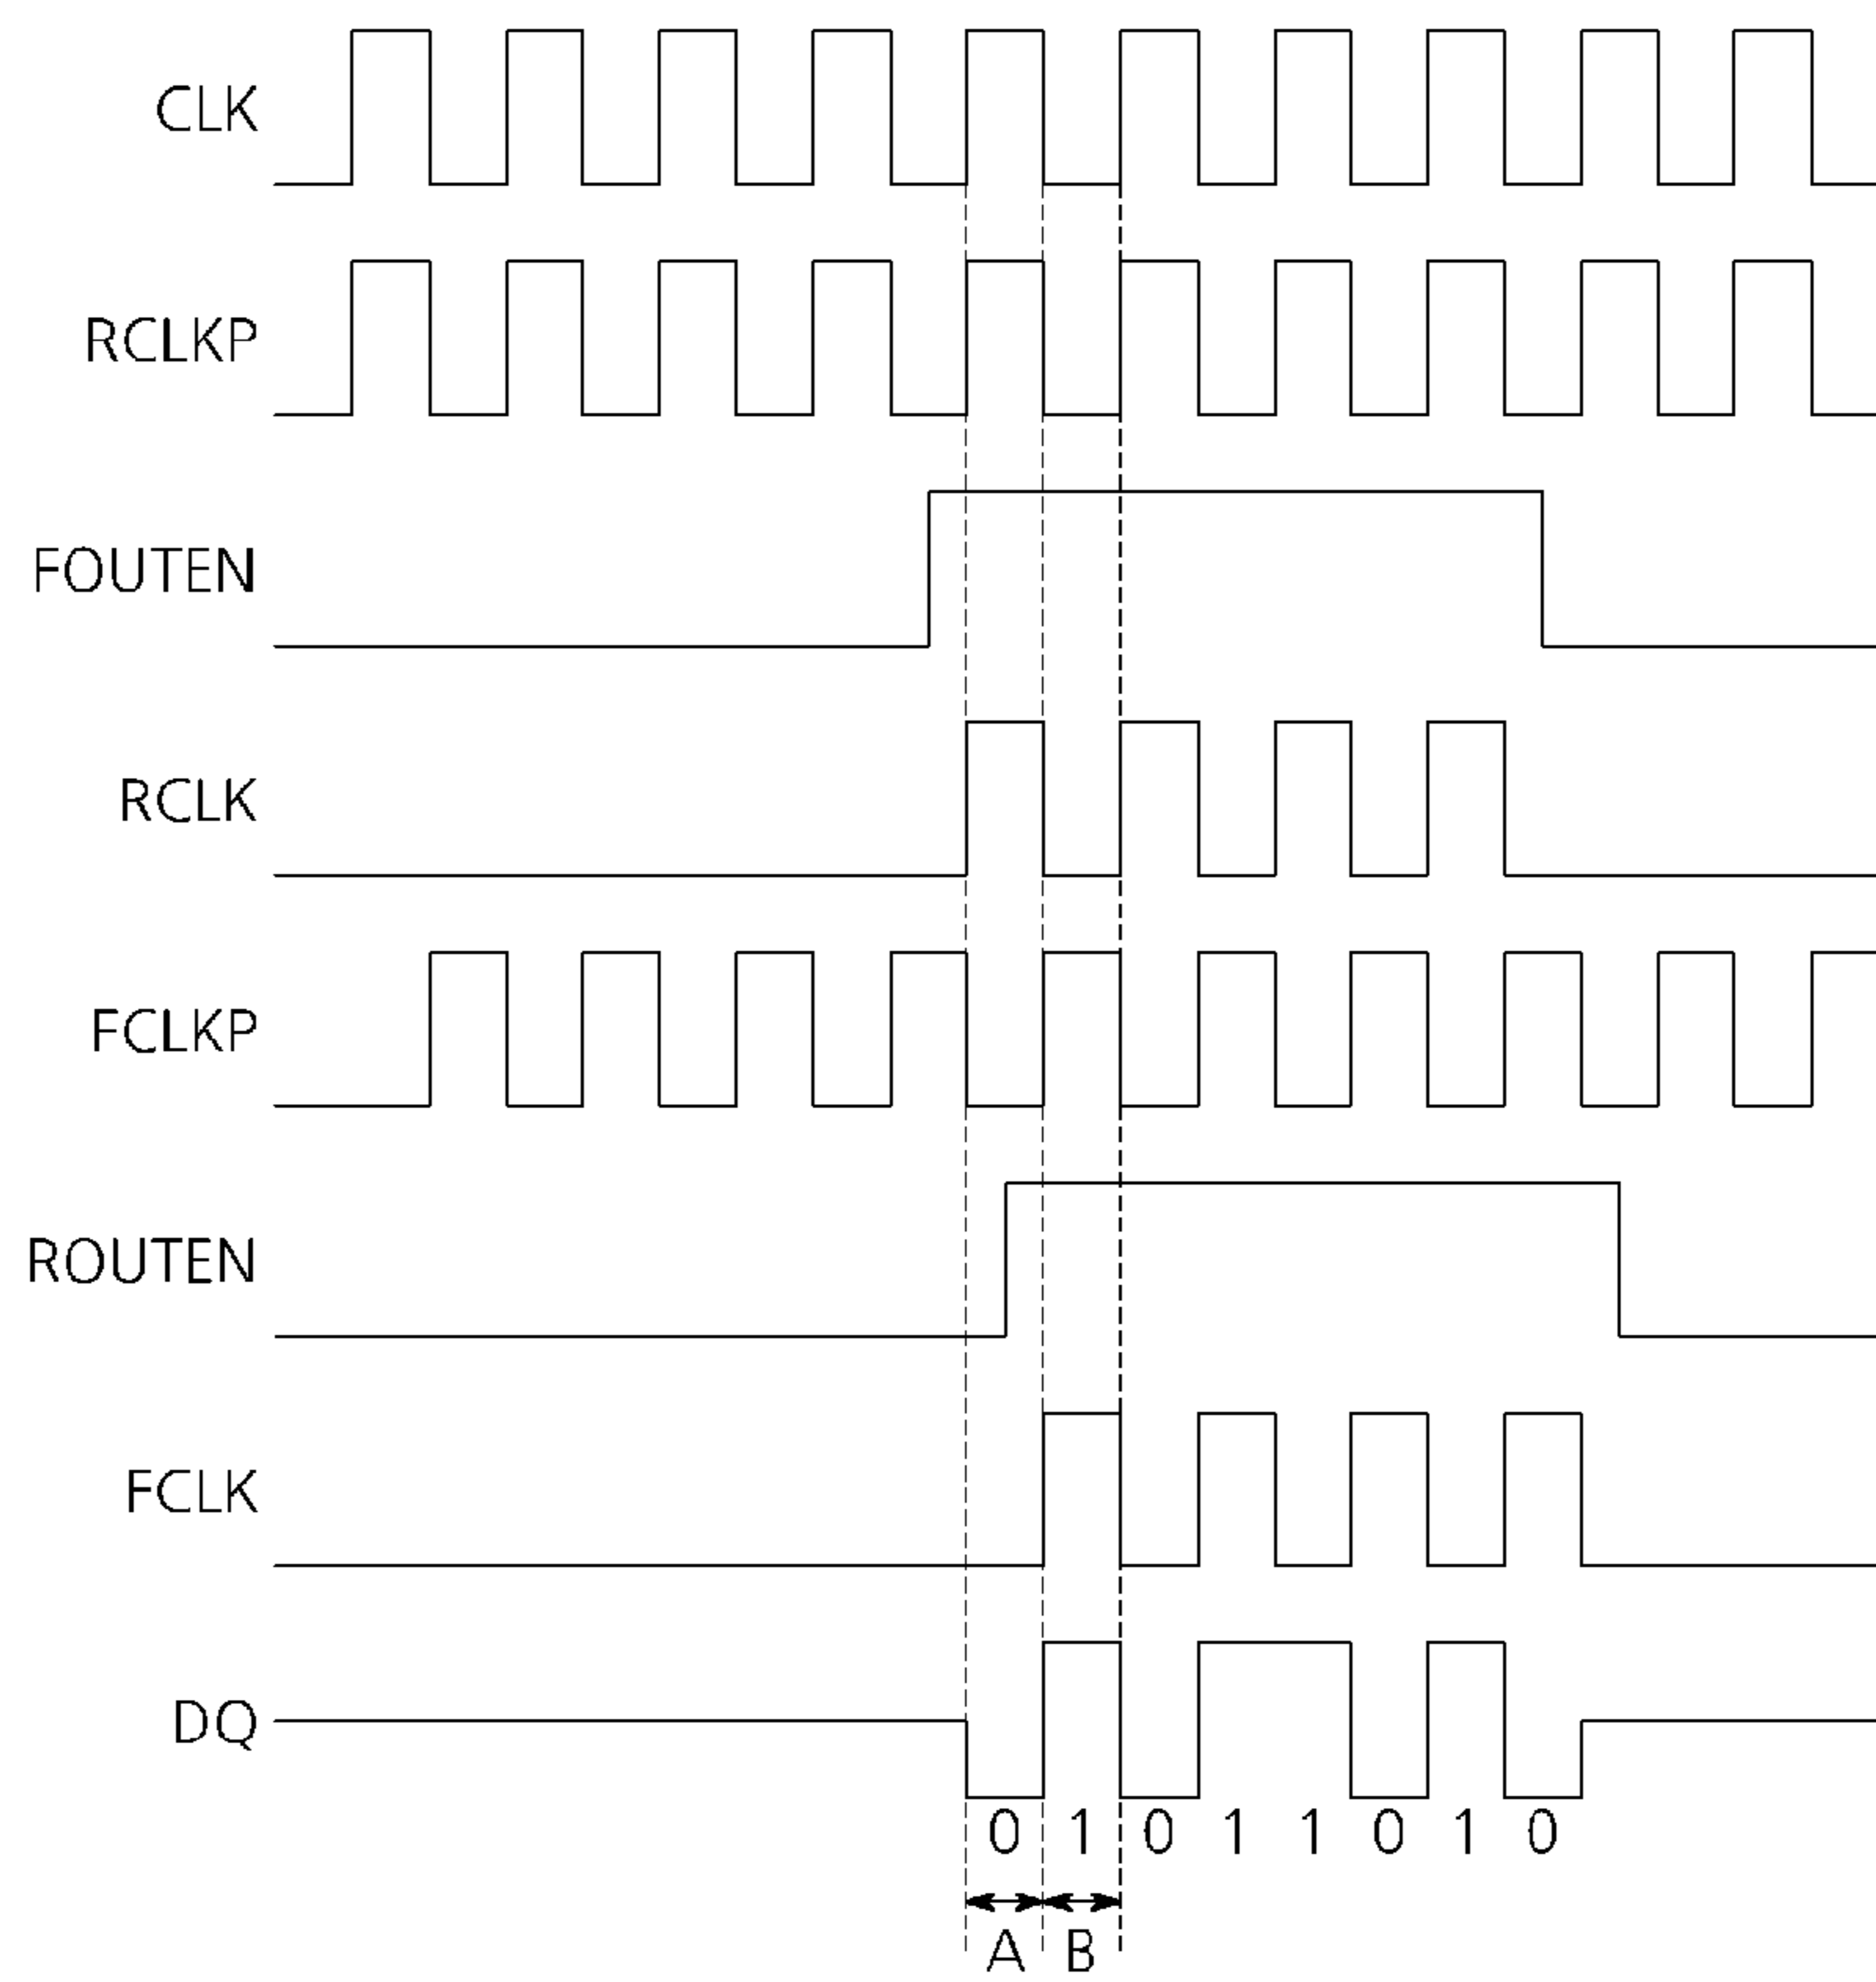 CLK
RCLKP
FOUTEN
RCLK
FCLKP
ROUTEN
FCLK
DQ
0 1 0 1 1 0 1 0
A B